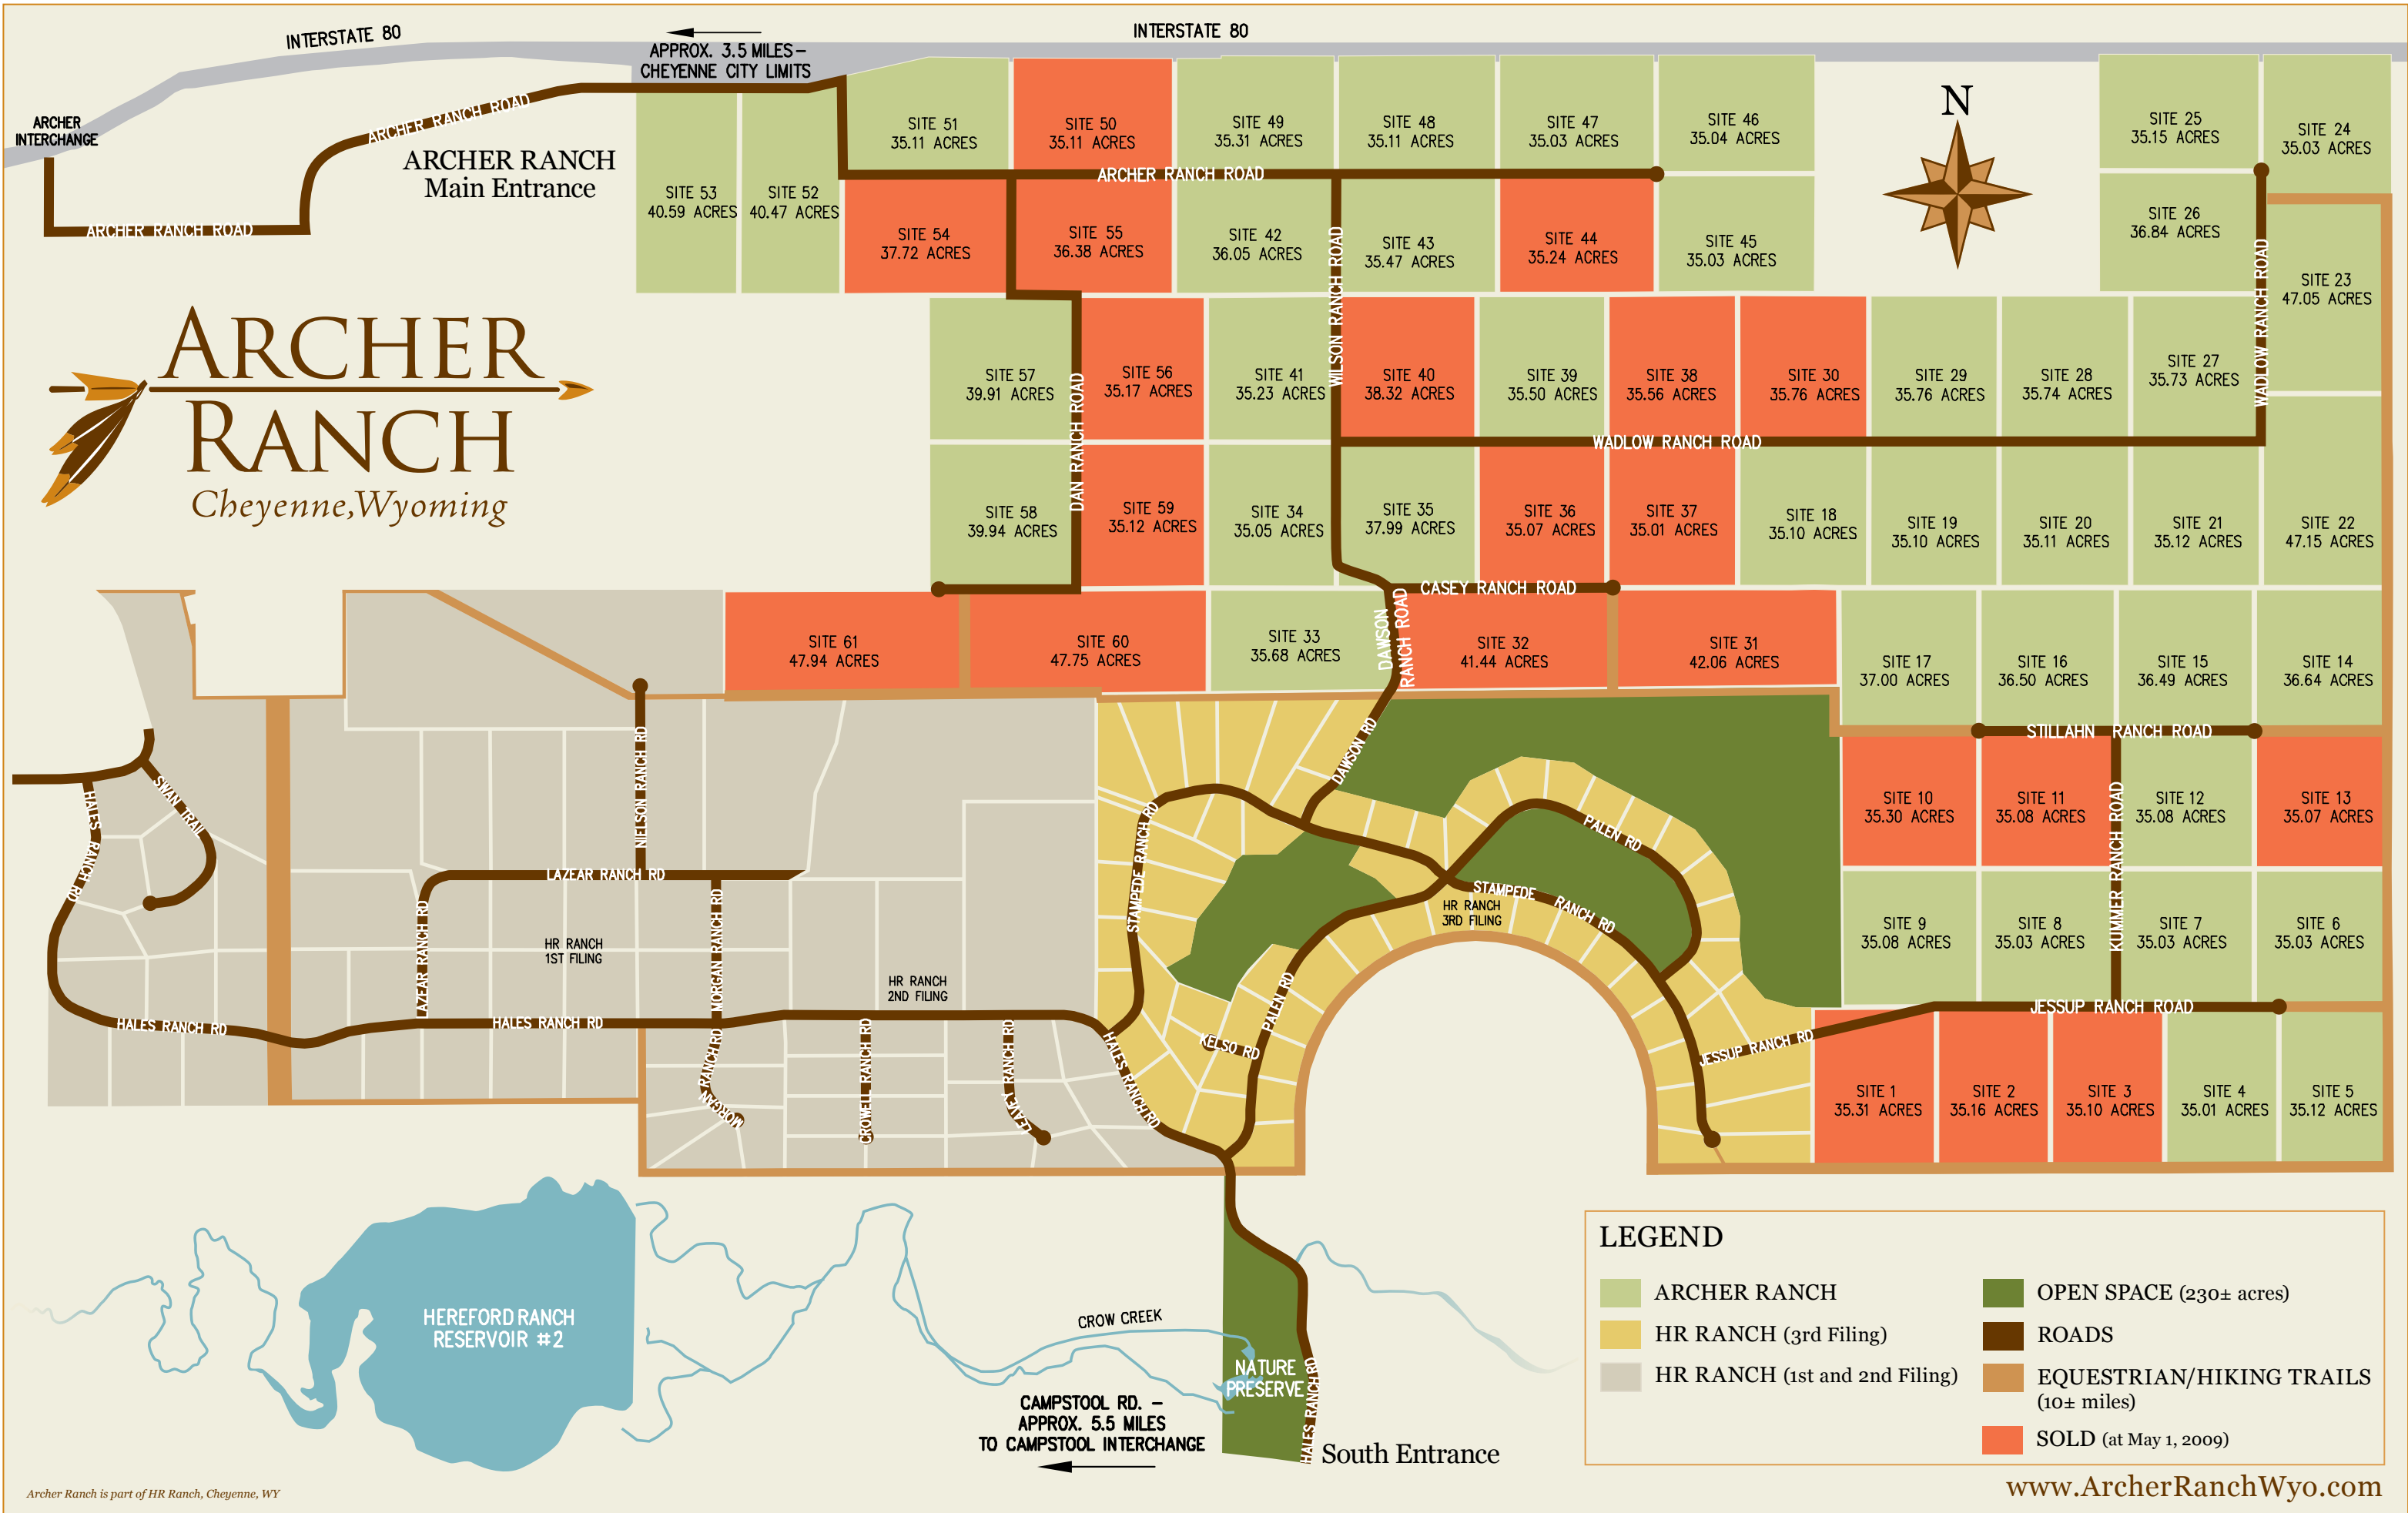 INTERSTATE 80
INTERSTATE 80
APPROX. 3.5 MILES–
CHEYENNE CITY LIMITS
ARCHER
INTERCHANGE
ARCHER RANCH ROAD
ARCHER RANCH ROAD
ARCHER RANCH
Main Entrance
ARCHER RANCH ROAD
N
SITE 51
35.11 ACRES
SITE 50
35.11 ACRES
SITE 49
35.31 ACRES
SITE 48
35.11 ACRES
SITE 47
35.03 ACRES
SITE 46
35.04 ACRES
SITE 25
35.15 ACRES
SITE 24
35.03 ACRES
SITE 53
40.59 ACRES
SITE 52
40.47 ACRES
SITE 54
37.72 ACRES
SITE 55
36.38 ACRES
SITE 42
36.05 ACRES
SITE 43
35.47 ACRES
SITE 44
35.24 ACRES
SITE 45
35.03 ACRES
SITE 26
36.84 ACRES
SITE 23
47.05 ACRES
WILSON RANCH ROAD
WADLOW RANCH ROAD
ARCHER
RANCH
Cheyenne,Wyoming
SITE 57
39.91 ACRES
SITE 56
35.17 ACRES
SITE 41
35.23 ACRES
SITE 40
38.32 ACRES
SITE 39
35.50 ACRES
SITE 38
35.56 ACRES
SITE 30
35.76 ACRES
SITE 29
35.76 ACRES
SITE 28
35.74 ACRES
SITE 27
35.73 ACRES
DAN RANCH ROAD
WADLOW RANCH ROAD
SITE 58
39.94 ACRES
SITE 59
35.12 ACRES
SITE 34
35.05 ACRES
SITE 35
37.99 ACRES
SITE 36
35.07 ACRES
SITE 37
35.01 ACRES
SITE 18
35.10 ACRES
SITE 19
35.10 ACRES
SITE 20
35.11 ACRES
SITE 21
35.12 ACRES
SITE 22
47.15 ACRES
CASEY RANCH ROAD
DAWSON
RANCH ROAD
SITE 61
47.94 ACRES
SITE 60
47.75 ACRES
SITE 33
35.68 ACRES
SITE 32
41.44 ACRES
SITE 31
42.06 ACRES
SITE 17
37.00 ACRES
SITE 16
36.50 ACRES
SITE 15
36.49 ACRES
SITE 14
36.64 ACRES
STILLAHN RANCH ROAD
SITE 10
35.30 ACRES
SITE 11
35.08 ACRES
SITE 12
35.08 ACRES
SITE 13
35.07 ACRES
KUMMER RANCH ROAD
SITE 9
35.08 ACRES
SITE 8
35.03 ACRES
SITE 7
35.03 ACRES
SITE 6
35.03 ACRES
JESSUP RANCH ROAD
JESSUP RANCH RD
SITE 1
35.31 ACRES
SITE 2
35.16 ACRES
SITE 3
35.10 ACRES
SITE 4
35.01 ACRES
SITE 5
35.12 ACRES
SWAN TRAIL
HALES RANCH RD
NIELSON RANCH RD
LAZEAR RANCH RD
LAZEAR RANCH RD
MORGAN RANCH RD
HR RANCH
1ST FILING
HR RANCH
2ND FILING
HALES RANCH RD
HALES RANCH RD
MORGAN RANCH RD
CROWELL RANCH RD
LEAVEY RANCH RD
HALES RANCH RD
STAMPEDE RANCH RD
DAWSON RD
PALEN RD
STAMPEDE RANCH RD
HR RANCH
3RD FILING
PALEN RD
KELSO RD
HEREFORD RANCH
RESERVOIR #2
CROW CREEK
NATURE
PRESERVE
HALES RANCH RD
CAMPSTOOL RD. –
APPROX. 5.5 MILES
TO CAMPSTOOL INTERCHANGE
South Entrance
LEGEND
ARCHER RANCH
HR RANCH (3rd Filing)
HR RANCH (1st and 2nd Filing)
OPEN SPACE (230± acres)
ROADS
EQUESTRIAN/HIKING TRAILS
(10± miles)
SOLD (at May 1, 2009)
Archer Ranch is part of HR Ranch, Cheyenne, WY
www.ArcherRanchWyo.com